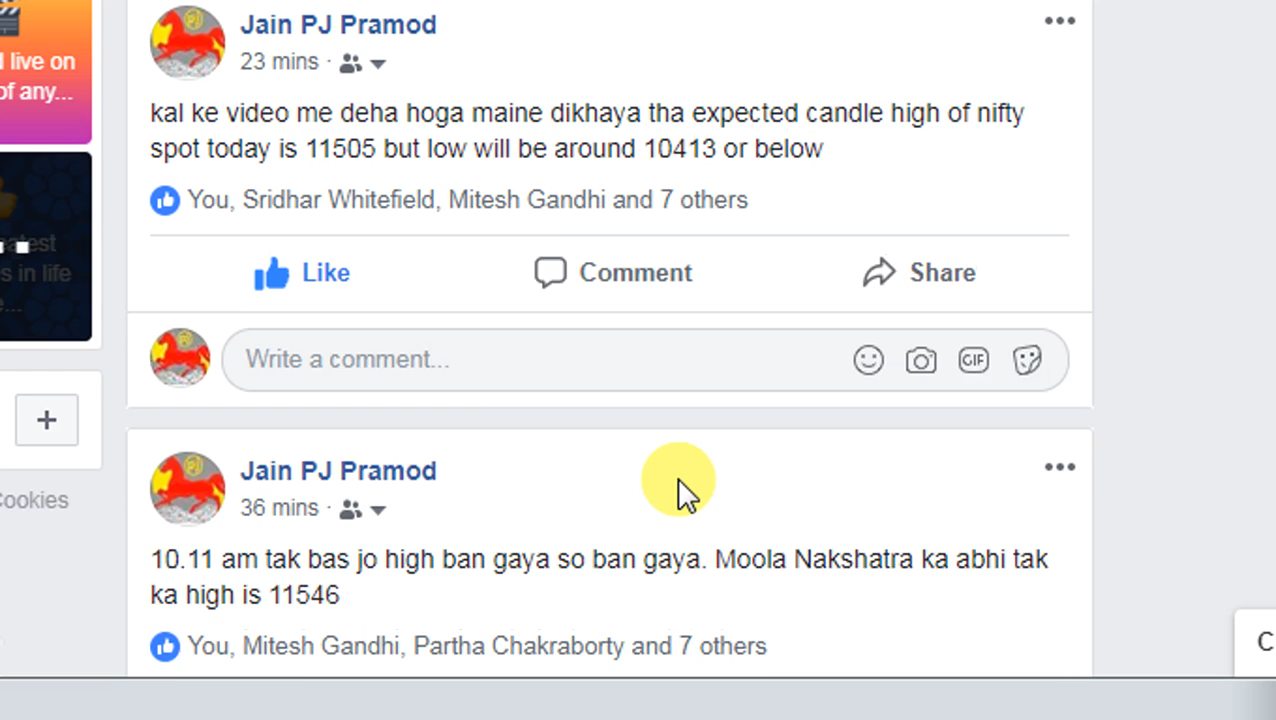 l live on
of any...
eatest
s in life
e...
Cookies
Jain PJ Pramod
23 mins ·
kal ke video me deha hoga maine dikhaya tha expected candle high of nifty
spot today is 11505 but low will be around 10413 or below
You, Sridhar Whitefield, Mitesh Gandhi and 7 others
Like Comment Share
Write a comment... GIF
Jain PJ Pramod
36 mins ·
10.11 am tak bas jo high ban gaya so ban gaya. Moola Nakshatra ka abhi tak
ka high is 11546
You, Mitesh Gandhi, Partha Chakraborty and 7 others
C